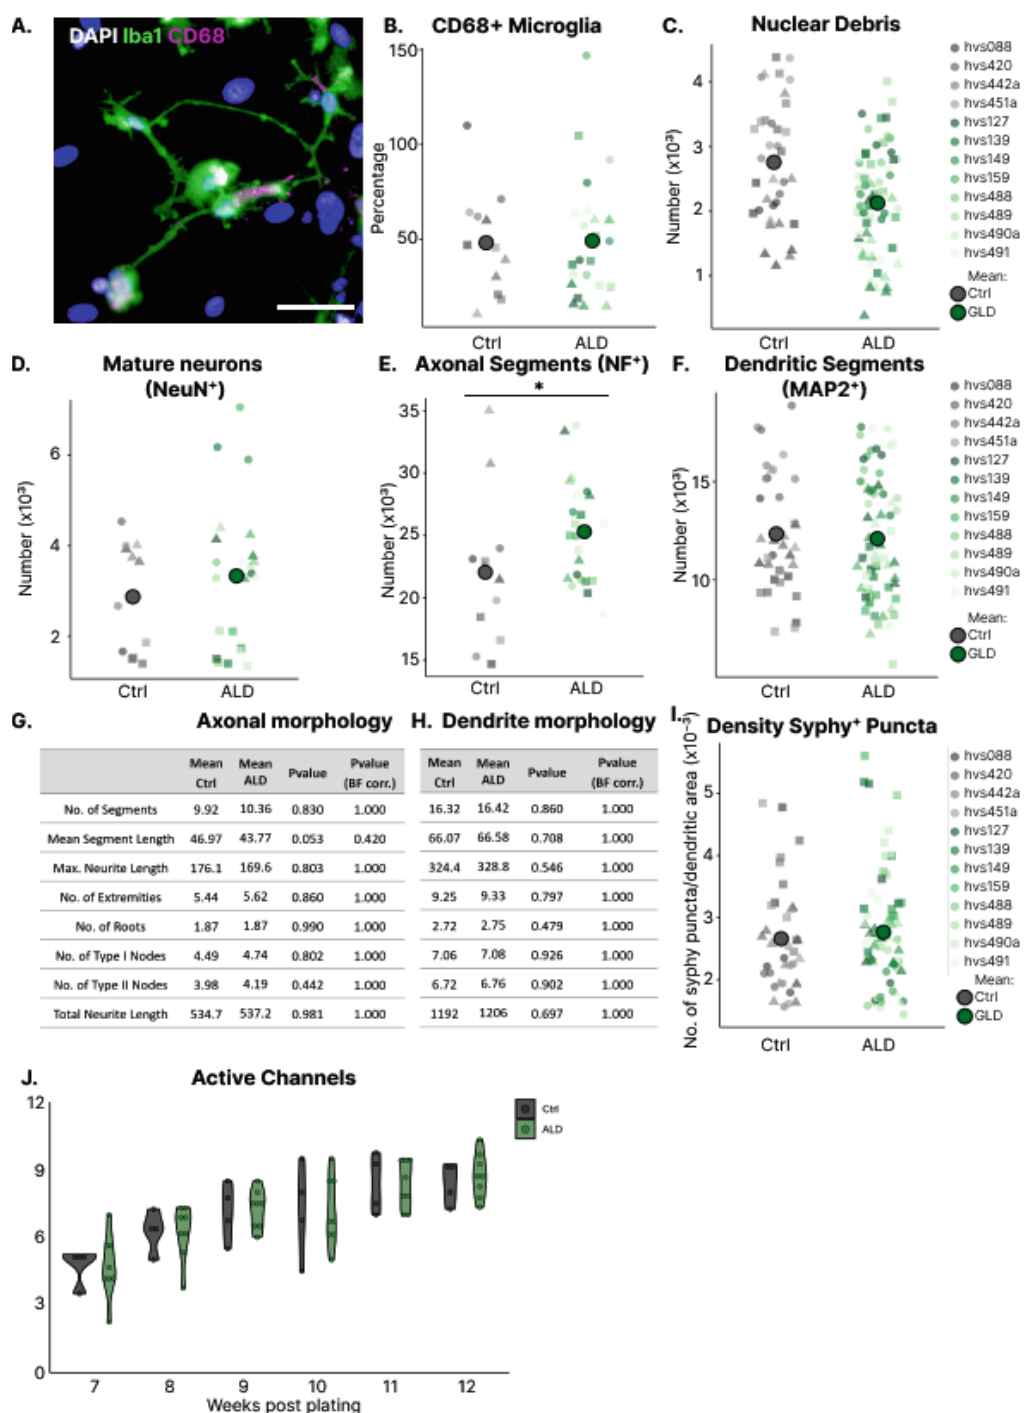 A.
DAPI Iba1 CD68
B. CD68+ Microglia
Percentage
150
100
50
Ctrl ALD
C. Nuclear Debris
Number (x10³)
4
3
2
1
Ctrl ALD
hvs088
hvs420
hvs442a
hvs451a
hvs127
hvs139
hvs149
hvs159
hvs488
hvs489
hvs490a
hvs491
Mean:
Ctrl
GLD
D. Mature neurons
(NeuN⁺)
Number (x10³)
6
4
2
Ctrl ALD
E. Axonal Segments (NF⁺)
*
Number (x10³)
35
30
25
20
15
Ctrl ALD
F. Dendritic Segments
(MAP2⁺)
Number (x10³)
15
10
Ctrl ALD
hvs088
hvs420
hvs442a
hvs451a
hvs127
hvs139
hvs149
hvs159
hvs488
hvs489
hvs490a
hvs491
Mean:
Ctrl
GLD
G. Axonal morphology
Mean Ctrl Mean ALD Pvalue Pvalue (BF corr.)
No. of Segments 9.92 10.36 0.830 1.000
Mean Segment Length 46.97 43.77 0.053 0.420
Max. Neurite Length 176.1 169.6 0.803 1.000
No. of Extremities 5.44 5.62 0.860 1.000
No. of Roots 1.87 1.87 0.990 1.000
No. of Type I Nodes 4.49 4.74 0.802 1.000
No. of Type II Nodes 3.98 4.19 0.442 1.000
Total Neurite Length 534.7 537.2 0.981 1.000
H. Dendrite morphology
Mean Ctrl Mean ALD Pvalue Pvalue (BF corr.)
16.32 16.42 0.860 1.000
66.07 66.58 0.708 1.000
324.4 328.8 0.546 1.000
9.25 9.33 0.797 1.000
2.72 2.75 0.479 1.000
7.06 7.08 0.926 1.000
6.72 6.76 0.902 1.000
1192 1206 0.697 1.000
I. Density Syphy⁺ Puncta
No. of syphy puncta/dendritic area (x10⁻³)
5
4
3
2
Ctrl ALD
hvs088
hvs420
hvs442a
hvs451a
hvs127
hvs139
hvs149
hvs159
hvs488
hvs489
hvs490a
hvs491
Mean:
Ctrl
GLD
J. Active Channels
12
9
6
3
0
7 8 9 10 11 12
Weeks post plating
Ctrl
ALD